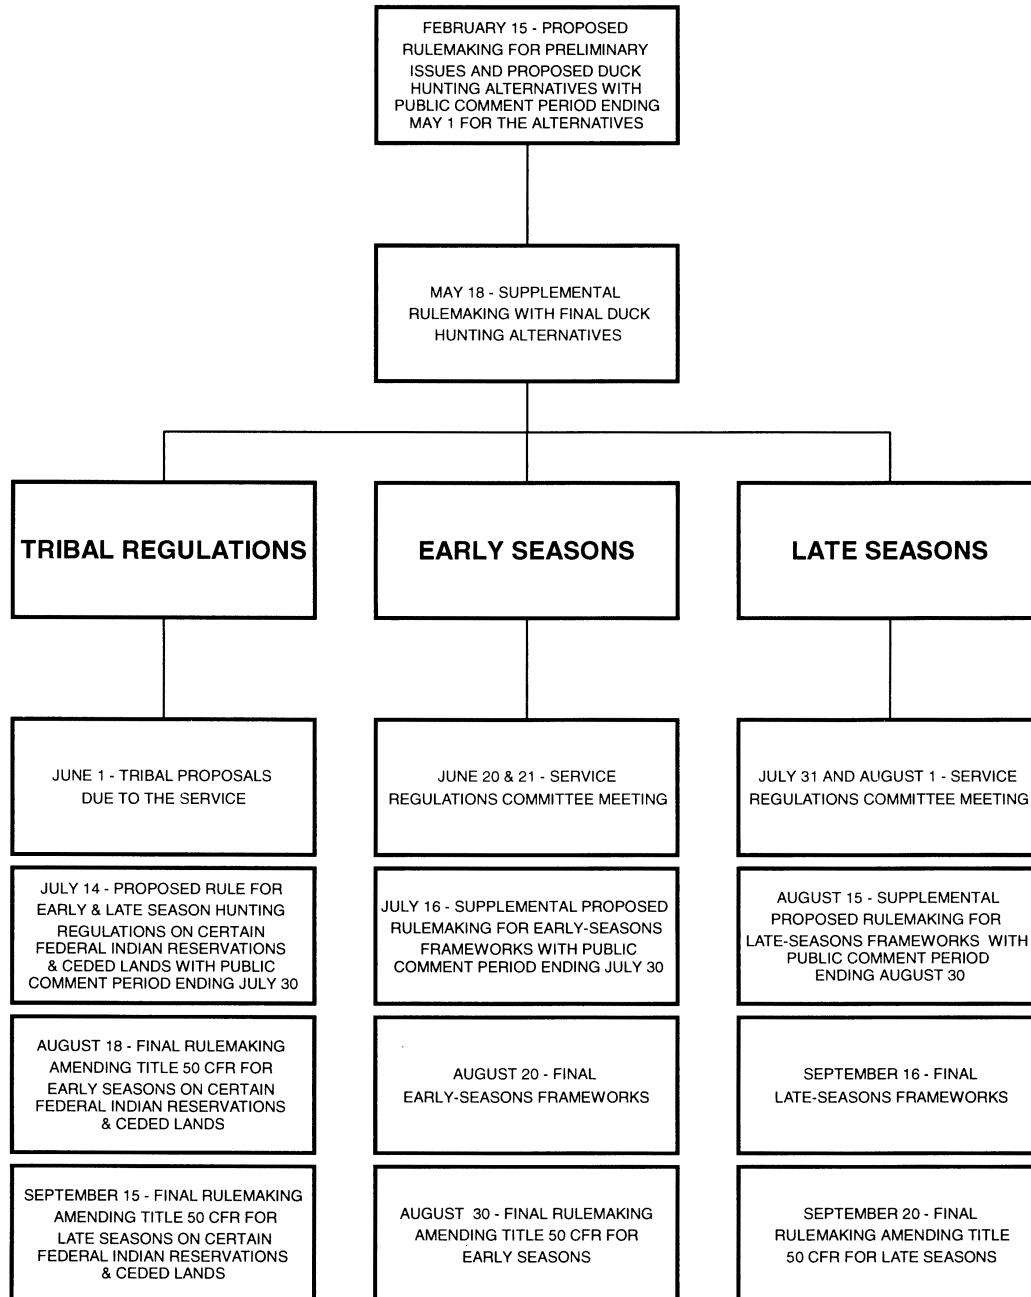 FEBRUARY 15 - PROPOSED
RULEMAKING FOR PRELIMINARY
ISSUES AND PROPOSED DUCK
HUNTING ALTERNATIVES WITH
PUBLIC COMMENT PERIOD ENDING
MAY 1 FOR THE ALTERNATIVES
MAY 18 - SUPPLEMENTAL
RULEMAKING WITH FINAL DUCK
HUNTING ALTERNATIVES
TRIBAL REGULATIONS
JUNE 1 - TRIBAL PROPOSALS
DUE TO THE SERVICE
JULY 14 - PROPOSED RULE FOR
EARLY & LATE SEASON HUNTING
REGULATIONS ON CERTAIN
FEDERAL INDIAN RESERVATIONS
& CEDED LANDS WITH PUBLIC
COMMENT PERIOD ENDING JULY 30
AUGUST 18 - FINAL RULEMAKING
AMENDING TITLE 50 CFR FOR
EARLY SEASONS ON CERTAIN
FEDERAL INDIAN RESERVATIONS
& CEDED LANDS
SEPTEMBER 15 - FINAL RULEMAKING
AMENDING TITLE 50 CFR FOR
LATE SEASONS ON CERTAIN
FEDERAL INDIAN RESERVATIONS
& CEDED LANDS
EARLY SEASONS
JUNE 20 & 21 - SERVICE
REGULATIONS COMMITTEE MEETING
JULY 16 - SUPPLEMENTAL PROPOSED
RULEMAKING FOR EARLY-SEASONS
FRAMEWORKS WITH PUBLIC
COMMENT PERIOD ENDING JULY 30
AUGUST 20 - FINAL
EARLY-SEASONS FRAMEWORKS
AUGUST 30 - FINAL RULEMAKING
AMENDING TITLE 50 CFR FOR
EARLY SEASONS
LATE SEASONS
JULY 31 AND AUGUST 1 - SERVICE
REGULATIONS COMMITTEE MEETING
AUGUST 15 - SUPPLEMENTAL
PROPOSED RULEMAKING FOR
LATE-SEASONS FRAMEWORKS WITH
PUBLIC COMMENT PERIOD
ENDING AUGUST 30
SEPTEMBER 16 - FINAL
LATE-SEASONS FRAMEWORKS
SEPTEMBER 20 - FINAL
RULEMAKING AMENDING TITLE
50 CFR FOR LATE SEASONS